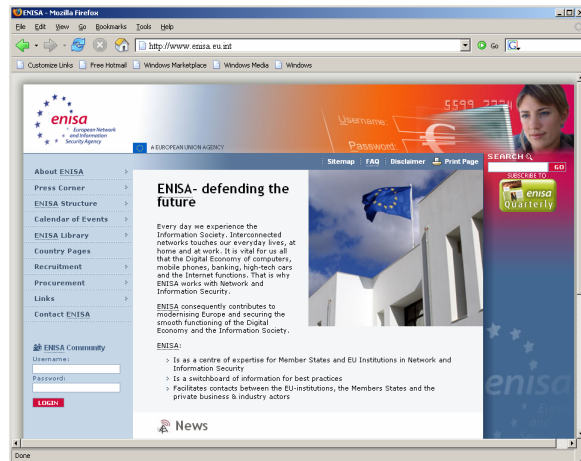 ENISA - Mozilla Firefox
File Edit View Go Bookmarks Tools Help
http://www.enisa.eu.int
Go
Customize Links Free Hotmail Windows Marketplace Windows Media Windows
enisa
European Network
and Information
Security Agency
A EUROPEAN UNION AGENCY
Username:
Password:
5599
Sitemap FAQ Disclaimer Print Page
SEARCH
GO
SUBSCRIBE TO
enisa
Quarterly
About ENISA
Press Corner
ENISA Structure
Calendar of Events
ENISA Library
Country Pages
Recruitment
Procurement
Links
Contact ENISA
ENISA Community
Username:
Password:
LOGIN
ENISA- defending the
future
Every day we experience the
Information Society. Interconnected
networks touches our everyday lives, at
home and at work. It is vital for us all
that the Digital Economy of computers,
mobile phones, banking, high-tech cars
and the Internet functions. That is why
ENISA works with Network and
Information Security.
ENISA consequently contributes to
modernising Europe and securing the
smooth functioning of the Digital
Economy and the Information Society.
ENISA:
> Is as a centre of expertise for Member States and EU Institutions in Network and
Information Security
> Is a switchboard of information for best practices
> Facilitates contacts between the EU-institutions, the Members States and the
private business & industry actors
News
enisa
Done